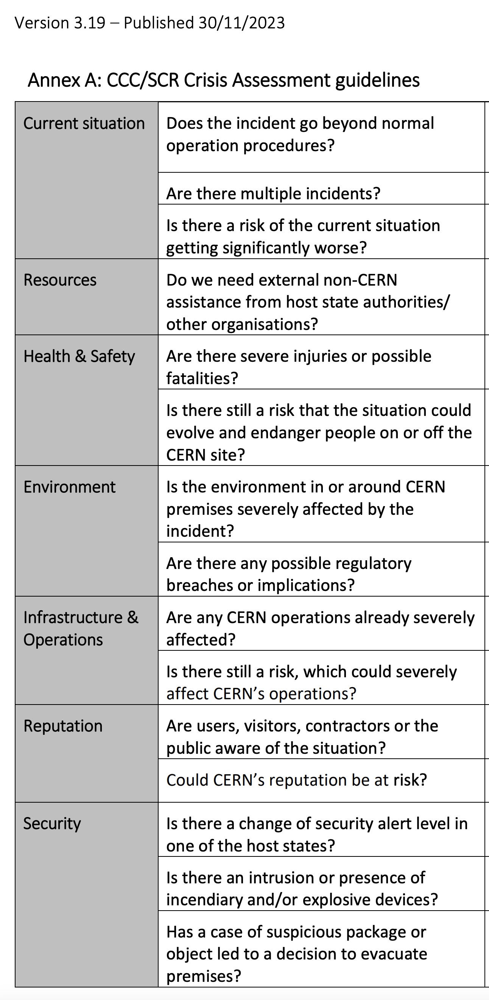 Version 3.19 – Published 30/11/2023
Annex A: CCC/SCR Crisis Assessment guidelines
Current situation
Does the incident go beyond normal
operation procedures?
Are there multiple incidents?
Is there a risk of the current situation
getting significantly worse?
Resources
Do we need external non-CERN
assistance from host state authorities/
other organisations?
Health & Safety
Are there severe injuries or possible
fatalities?
Is there still a risk that the situation could
evolve and endanger people on or off the
CERN site?
Environment
Is the environment in or around CERN
premises severely affected by the
incident?
Are there any possible regulatory
breaches or implications?
Infrastructure &
Operations
Are any CERN operations already severely
affected?
Is there still a risk, which could severely
affect CERN’s operations?
Reputation
Are users, visitors, contractors or the
public aware of the situation?
Could CERN’s reputation be at risk?
Security
Is there a change of security alert level in
one of the host states?
Is there an intrusion or presence of
incendiary and/or explosive devices?
Has a case of suspicious package or
object led to a decision to evacuate
premises?